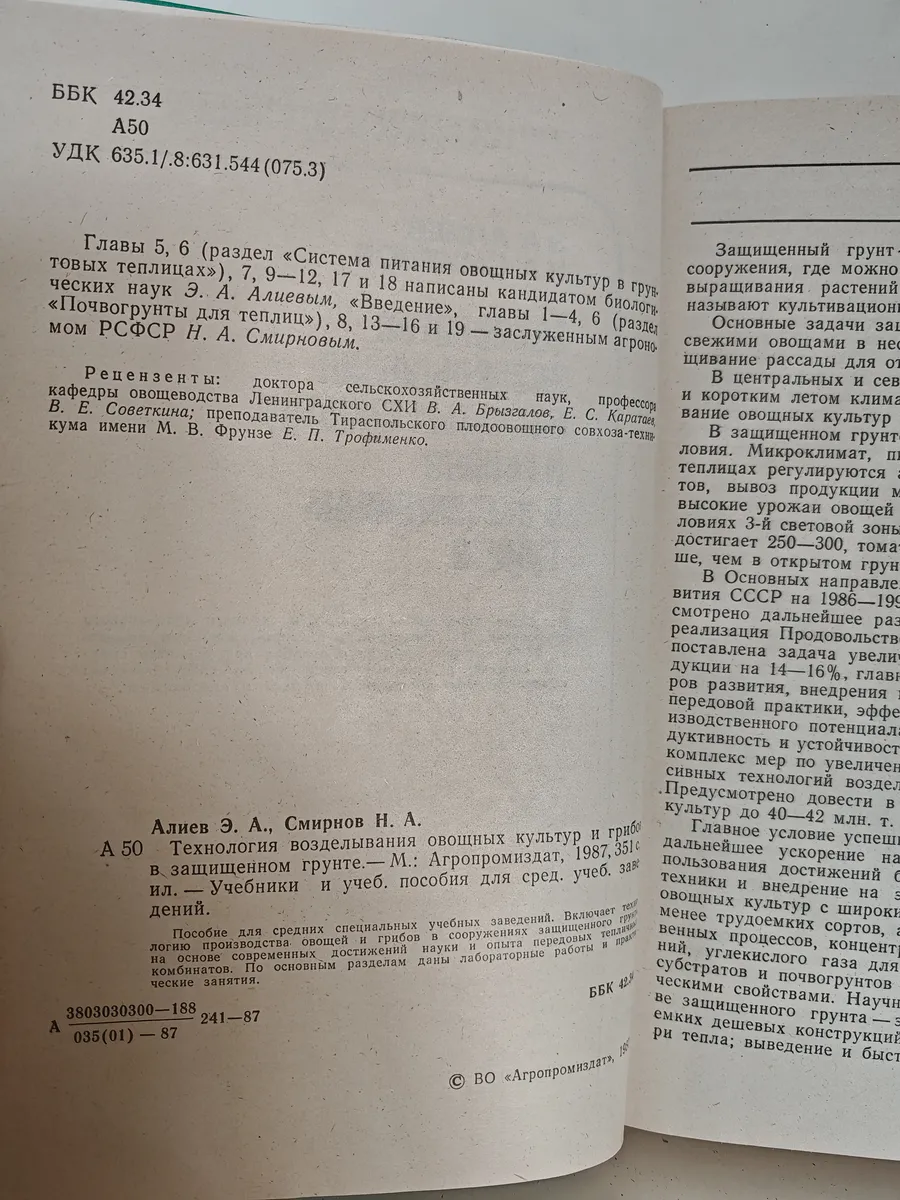 ББК 42.34
А50
УДК 635.1/.8:631.544(075.3)
Главы 5, 6 (раздел «Система питания овощных культур в грун-
товых теплицах»), 7, 9—12, 17 и 18 написаны кандидатом биологи-
ческих наук Э. А. Алиевым, «Введение», главы 1—4, 6 (раздел
«Почвогрунты для теплиц»), 8, 13—16 и 19 — заслуженным агроно-
мом РСФСР Н. А. Смирновым.
Рецензенты: доктора сельскохозяйственных наук, профессора
кафедры овощеводства Ленинградского СХИ В. А. Брызгалов, Е. С. Каратаев,
В. Е. Советкина; преподаватель Тираспольского плодоовощного совхоза-техни-
кума имени М. В. Фрунзе Е. П. Трофименко.
Алиев Э. А., Смирнов Н. А.
А 50 Технология возделывания овощных культур и грибов
в защищенном грунте.— М.: Агропромиздат, 1987, 351 с.
ил. — Учебники и учеб. пособия для сред. учеб. заве-
дений.
Пособие для средних специальных учебных заведений. Включает техно-
логию производства овощей и грибов в сооружениях защищенного грунта
на основе современных достижений науки и опыта передовых тепличных
комбинатов. По основным разделам даны лабораторные работы и практи-
ческие занятия.
А 3803030300—188
035(01) — 87
241—87
ББК 42.34
© ВО «Агропромиздат»,
Защищенный грунт-
сооружения, где можно
выращивания растений
называют культивацион
Основные задачи защ
свежими овощами в нес
щивание рассады для от
В центральных и сев
и коротким летом клима
вание овощных культур
В защищенном грунт
ловия. Микроклимат, пи
теплицах регулируются а
тов, вывоз продукции м
высокие урожаи овощей
ловиях 3-й световой зоны
достигает 250—300, тома
ше, чем в открытом грун
В Основных направле
вития СССР на 1986—199
смотрено дальнейшее раз
реализация Продовольств
поставлена задача увелич
дукции на 14—16%, главн
ров развития, внедрения
передовой практики, эффе
изводственного потенциала
дуктивность и устойчивост
комплекс мер по увеличен
сивных технологий воздел
Предусмотрено довести в
культур до 40—42 млн. т.
Главное условие успеш
дальнейшее ускорение на
пользования достижений б
техники и внедрение на э
овощных культур с широки
менее трудоемких сортов, а
венных процессов, концентр
ний, углекислого газа для
субстратов и почвогрунтов
ческими свойствами. Научн
ве защищенного грунта — э
емких дешевых конструкций
ри тепла; выведение и быст